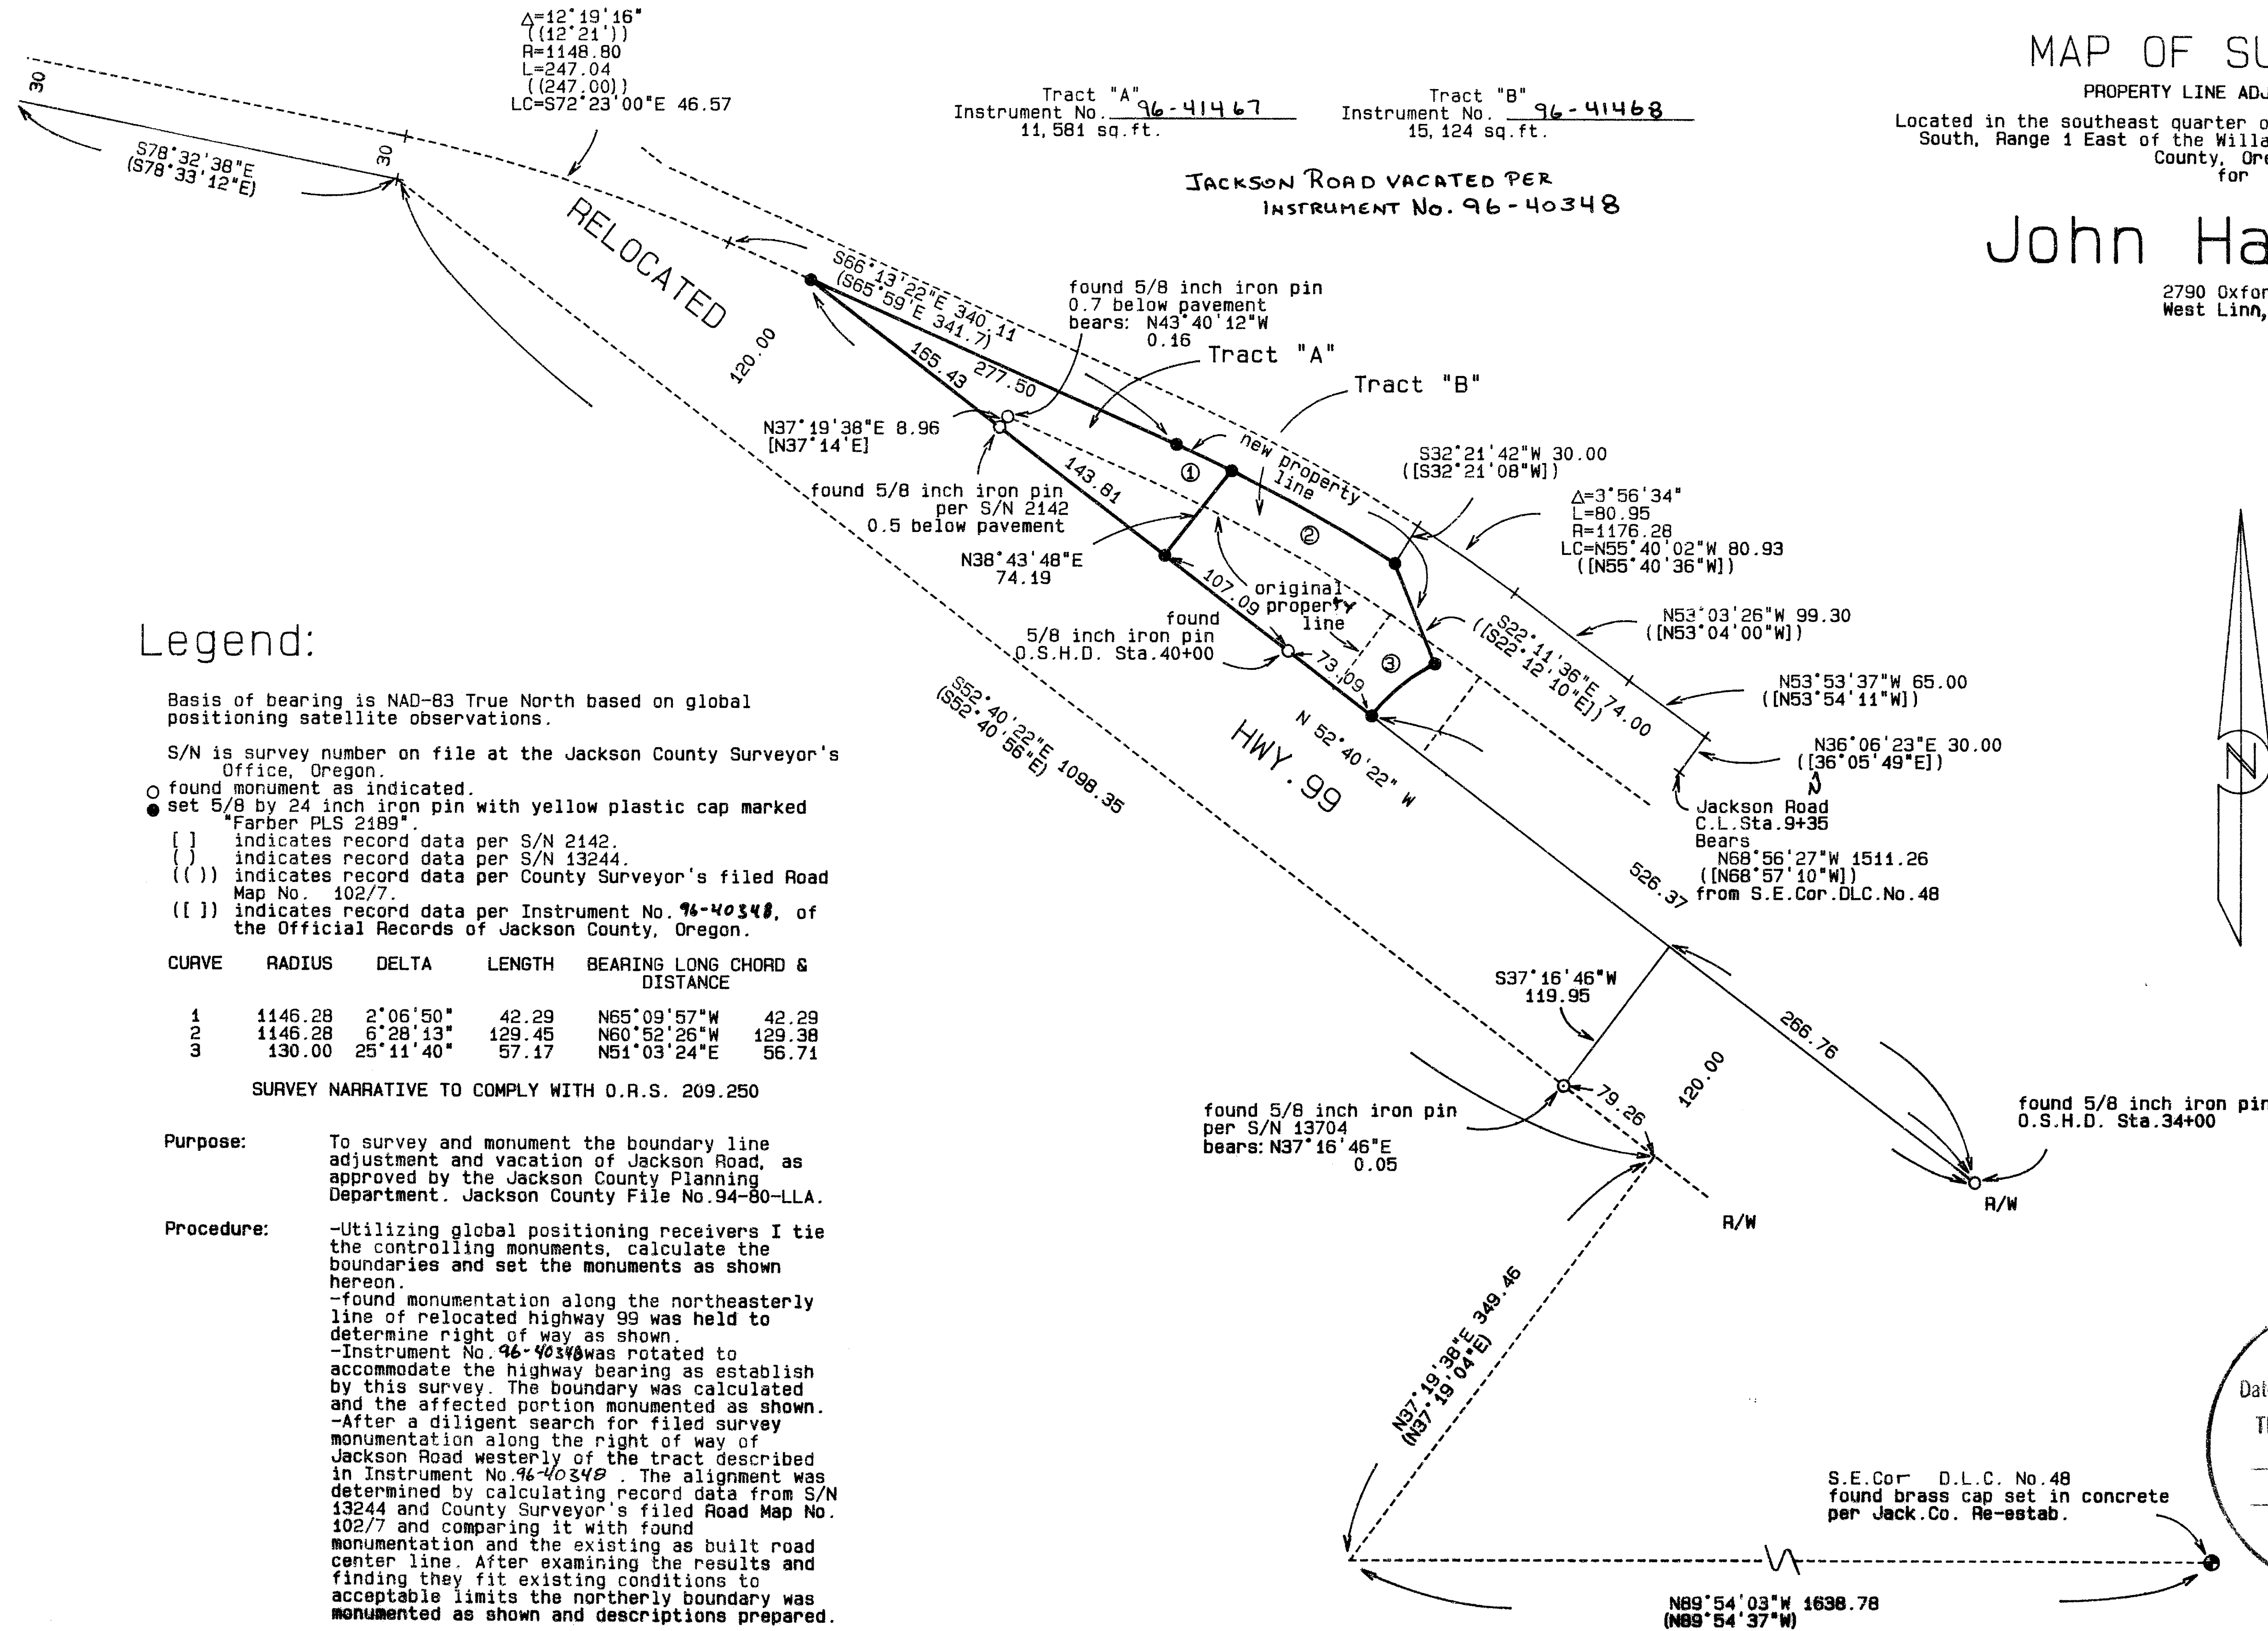 Δ=12°19'16"
((12°21'))
R=1148.80
L=247.04
((247.00))
LC=S72°23'00"E 46.57
30
30
S78°32'38"E
(S78°33'12"E)
Tract "A"
Instrument No. 96-41467
11,581 sq.ft.
Tract "B"
Instrument No. 96-41468
15,124 sq.ft.
JACKSON ROAD VACATED PER
INSTRUMENT No. 96-40348
MAP OF
PROPERTY LINE
Located in the southeast quarter
South, Range 1 East of the
County,
for
John
2790
West Linn,
RELOCATED
120.00
S66°13'22"E 340.11
(S65°59'E 341.7)
165.43
277.50
found 5/8 inch iron pin
0.7 below pavement
bears: N43°40'12"W
0.16
Tract "A"
Tract "B"
N37°19'38"E 8.96
[N37°14'E]
143.81
found 5/8 inch iron pin
per S/N 2142
0.5 below pavement
N38°43'48"E
74.19
1
new property
line
2
S32°21'42"W 30.00
([S32°21'08"W])
Δ=3°56'34"
L=80.95
R=1176.28
LC=N55°40'02"W 80.93
([N55°40'36"W])
107.09
original
property
line
found
5/8 inch iron pin
O.S.H.D. Sta.40+00
73.09
3
S22°11'36"E 74.00
([S22°12'10"E])
N53°03'26"W 99.30
([N53°04'00"W])
N53°53'37"W 65.00
([N53°54'11"W])
N36°06'23"E 30.00
([36°05'49"E])
N
Jackson Road
C.L.Sta.9+35
Bears
N68°56'27"W 1511.26
([N68°57'10"W])
from S.E.Cor.DLC.No.48
N
S52°40'22"E 1098.35
(S52°40'56"E)
HWY. 99
N 52°40'22" W
526.37
S37°16'46"W
119.95
266.76
79.26
120.00
found 5/8 inch iron pin
per S/N 13704
bears: N37°16'46"E
0.05
R/W
R/W
found 5/8 inch iron pin
O.S.H.D. Sta.34+00
N37°19'38"E 349.46
(N37°19'04"E)
S.E.Cor D.L.C. No.48
found brass cap set in concrete
per Jack.Co. Re-estab.
N89°54'03"W 1638.78
(N89°54'37"W)
Legend:
Basis of bearing is NAD-83 True North based on global
positioning satellite observations.
S/N is survey number on file at the Jackson County Surveyor's
Office, Oregon.
found monument as indicated.
set 5/8 by 24 inch iron pin with yellow plastic cap marked
"Farber PLS 2189".
[ ] indicates record data per S/N 2142.
( ) indicates record data per S/N 13244.
(( )) indicates record data per County Surveyor's filed Road
Map No. 102/7.
([ ]) indicates record data per Instrument No. 96-40348, of
the Official Records of Jackson County, Oregon.
CURVE RADIUS DELTA LENGTH BEARING LONG CHORD &
DISTANCE
1 1146.28 2°06'50" 42.29 N65°09'57"W 42.29
2 1146.28 6°28'13" 129.45 N60°52'26"W 129.38
3 130.00 25°11'40" 57.17 N51°03'24"E 56.71
SURVEY NARRATIVE TO COMPLY WITH O.R.S. 209.250
Purpose: To survey and monument the boundary line
adjustment and vacation of Jackson Road, as
approved by the Jackson County Planning
Department. Jackson County File No.94-80-LLA.
Procedure: -Utilizing global positioning receivers I tie
the controlling monuments, calculate the
boundaries and set the monuments as shown
hereon.
-found monumentation along the northeasterly
line of relocated highway 99 was held to
determine right of way as shown.
-Instrument No. 96-40348 was rotated to
accommodate the highway bearing as establish
by this survey. The boundary was calculated
and the affected portion monumented as shown.
-After a diligent search for filed survey
monumentation along the right of way of
Jackson Road westerly of the tract described
in Instrument No.96-40348 . The alignment was
determined by calculating record data from S/N
13244 and County Surveyor's filed Road Map No.
102/7 and comparing it with found
monumentation and the existing as built road
center line. After examining the results and
finding they fit existing conditions to
acceptable limits the northerly boundary was
monumented as shown and descriptions prepared.